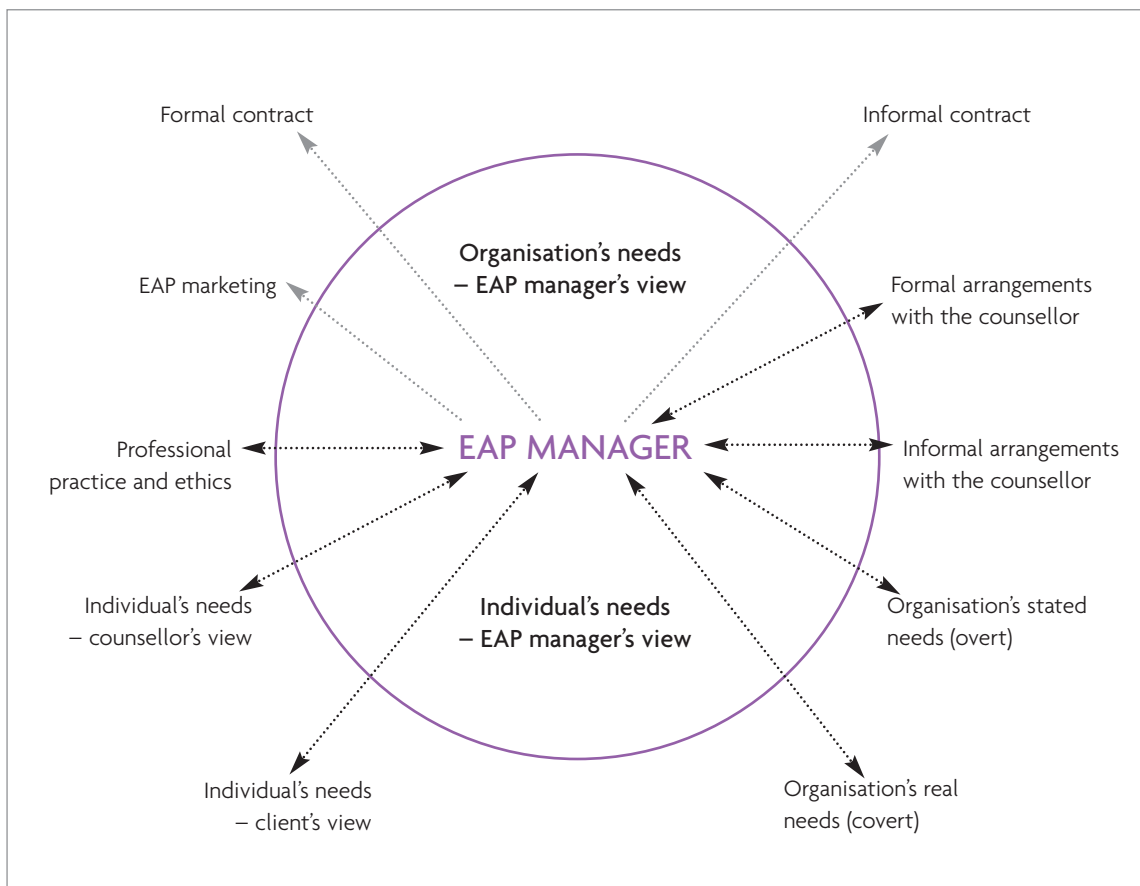 Formal contract
Informal contract
Organisation’s needs
– EAP manager’s view
EAP marketing
Formal arrangements
with the counsellor
Professional
practice and ethics
EAP MANAGER
Informal arrangements
with the counsellor
Individual’s needs
– counsellor’s view
Individual’s needs
– EAP manager’s view
Organisation’s stated
needs (overt)
Individual’s needs
– client’s view
Organisation’s real
needs (covert)